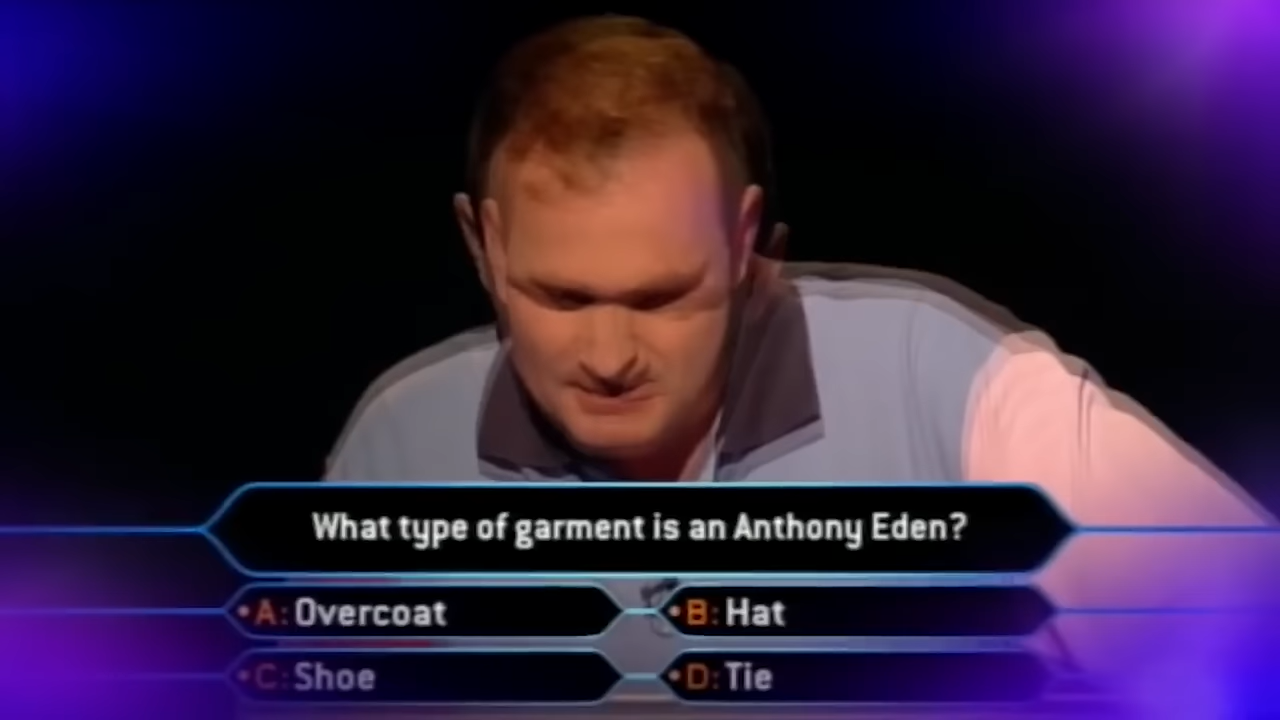 What type of garment is an Anthony Eden?
A: Overcoat
B: Hat
C: Shoe
D: Tie